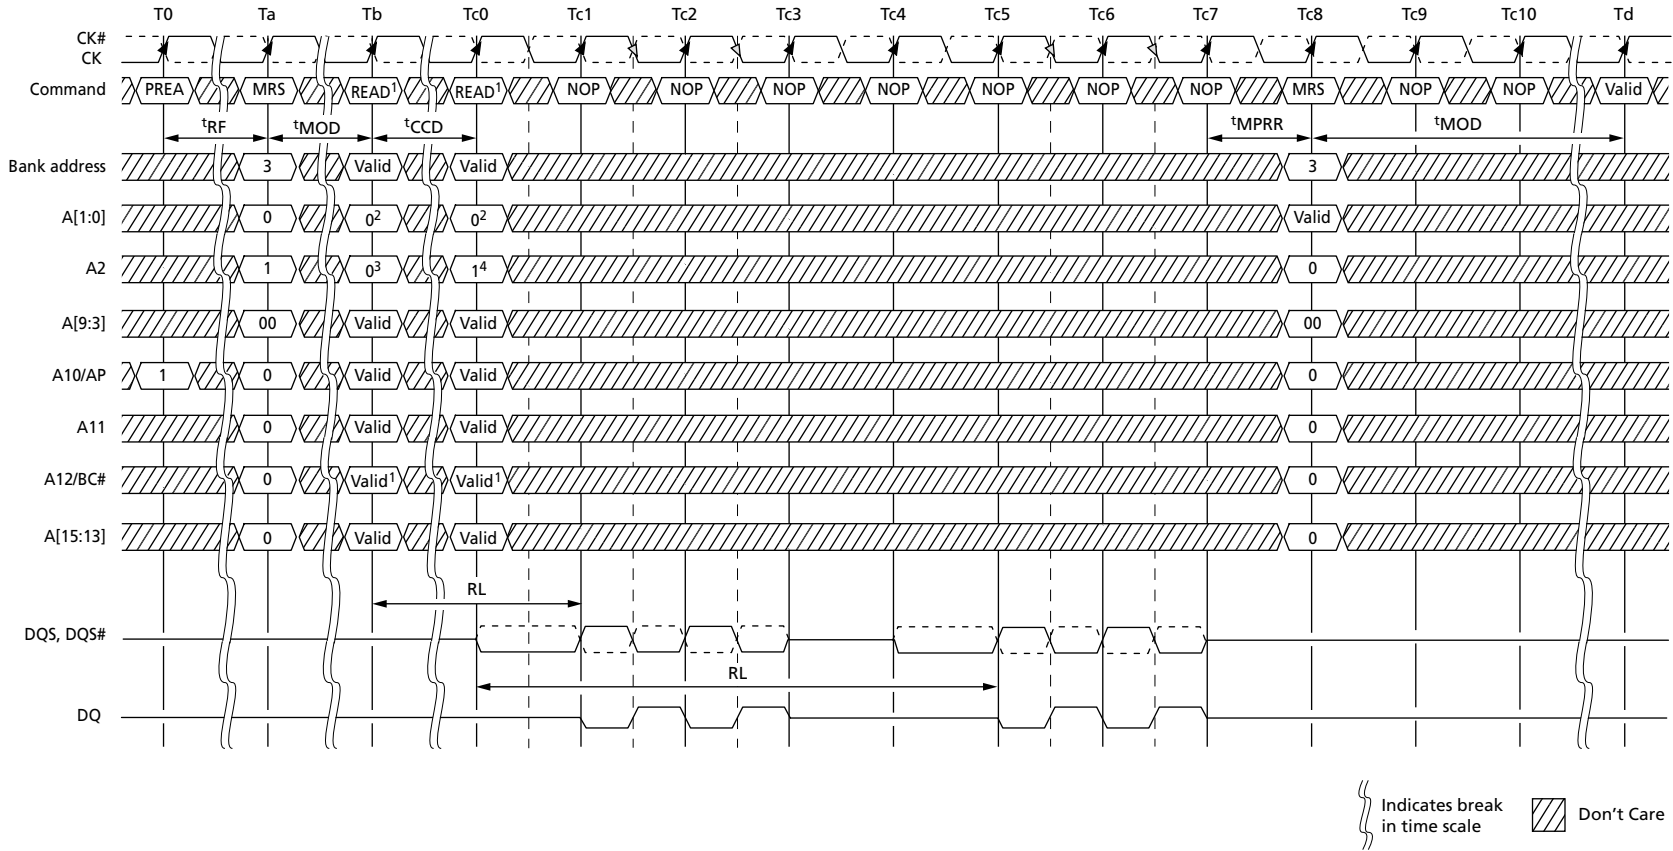 T0 Ta Tb Tc0 Tc1 Tc2 Tc3 Tc4 Tc5 Tc6 Tc7 Tc8 Tc9 Tc10 Td
CK#
CK
Command PREA MRS READ¹ READ¹ NOP NOP NOP NOP NOP NOP NOP MRS NOP NOP Valid
ᵗRF ᵗMOD ᵗCCD ᵗMPRR ᵗMOD
Bank address 3 Valid Valid 3
A[1:0] 0 0² 0² Valid
A2 1 0³ 1⁴ 0
A[9:3] 00 Valid Valid 00
A10/AP 1 0 Valid Valid 0
A11 0 Valid Valid 0
A12/BC# 0 Valid¹ Valid¹ 0
A[15:13] 0 Valid Valid 0
RL
DQS, DQS#
RL
DQ
Indicates break
in time scale
Don't Care